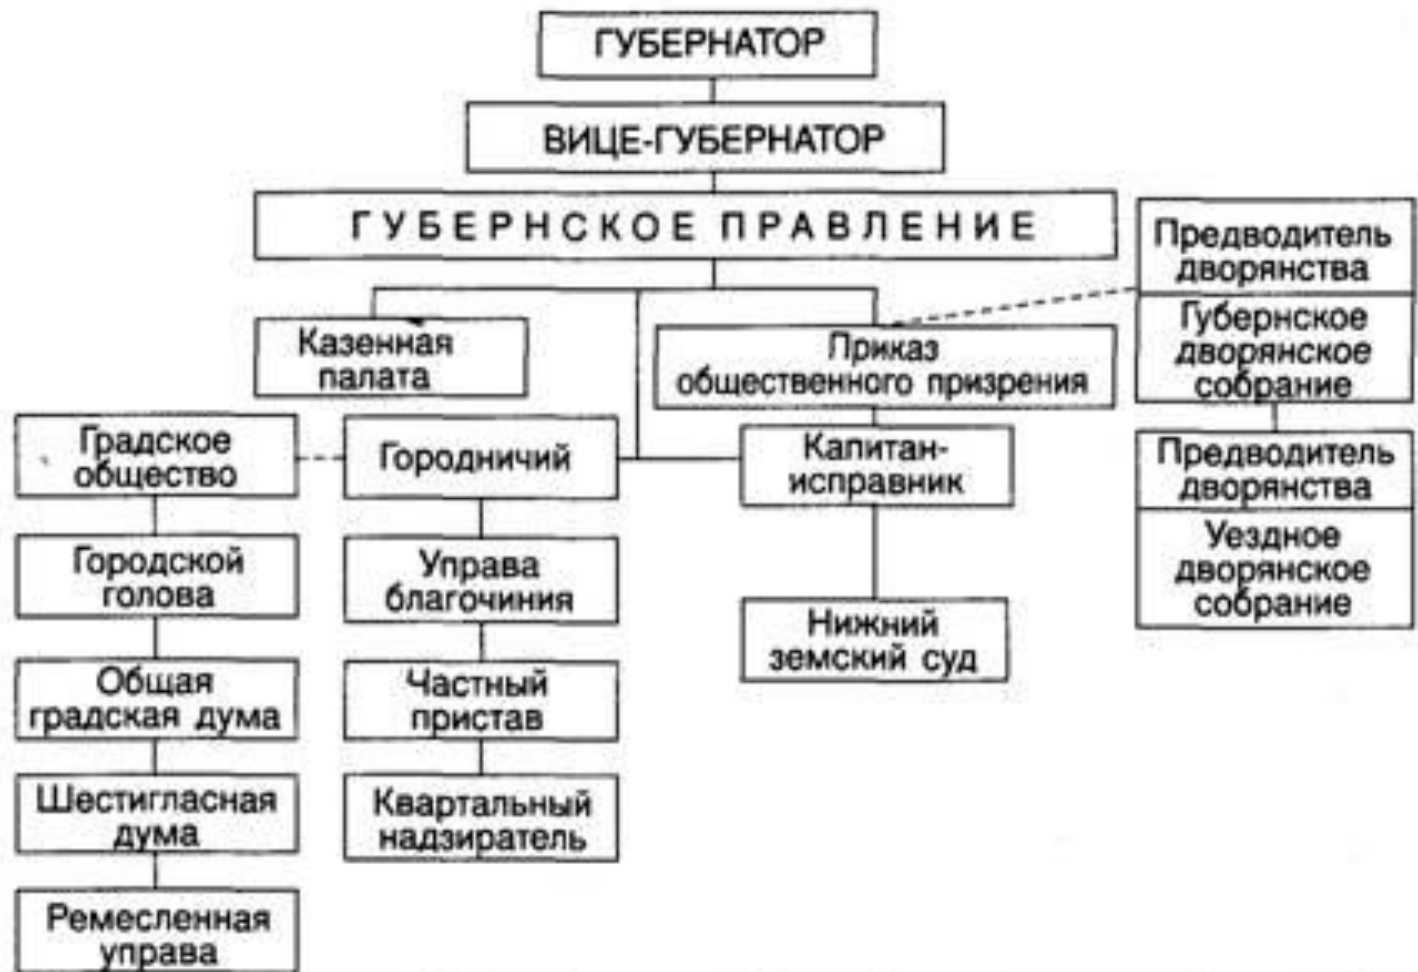 ГУБЕРНАТОР
ВИЦЕ-ГУБЕРНАТОР
ГУБЕРНСКОЕ ПРАВЛЕНИЕ
Предводитель
дворянства
Губернское
дворянское
собрание
Казенная
палата
Приказ
общественного призрения
Градское
общество
Городничий
Капитан-
исправник
Предводитель
дворянства
Уездное
дворянское
собрание
Городской
голова
Управа
благочиния
Нижний
земский суд
Общая
градская дума
Частный
пристав
Шестигласная
дума
Квартальный
надзиратель
Ремесленная
управа